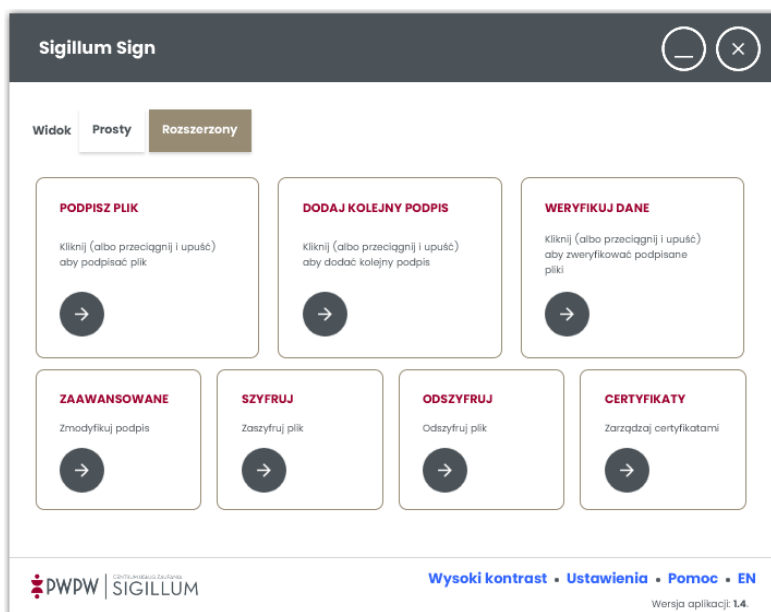 Sigillum Sign
Widok Prosty Rozszerzony
PODPISZ PLIK
Kliknij (albo przeciągnij i upuść)
aby podpisać plik
DODAJ KOLEJNY PODPIS
Kliknij (albo przeciągnij i upuść)
aby dodać kolejny podpis
WERYFIKUJ DANE
Kliknij (albo przeciągnij i upuść)
aby zweryfikować podpisane
pliki
ZAAWANSOWANE
Zmodyfikuj podpis
SZYFRUJ
Zaszyfruj plik
ODSZYFRUJ
Odszyfruj plik
CERTYFIKATY
Zarządzaj certyfikatami
PWPW
SIGILLUM
Wysoki kontrast • Ustawienia • Pomoc • EN
Wersja aplikacji: 1.4.